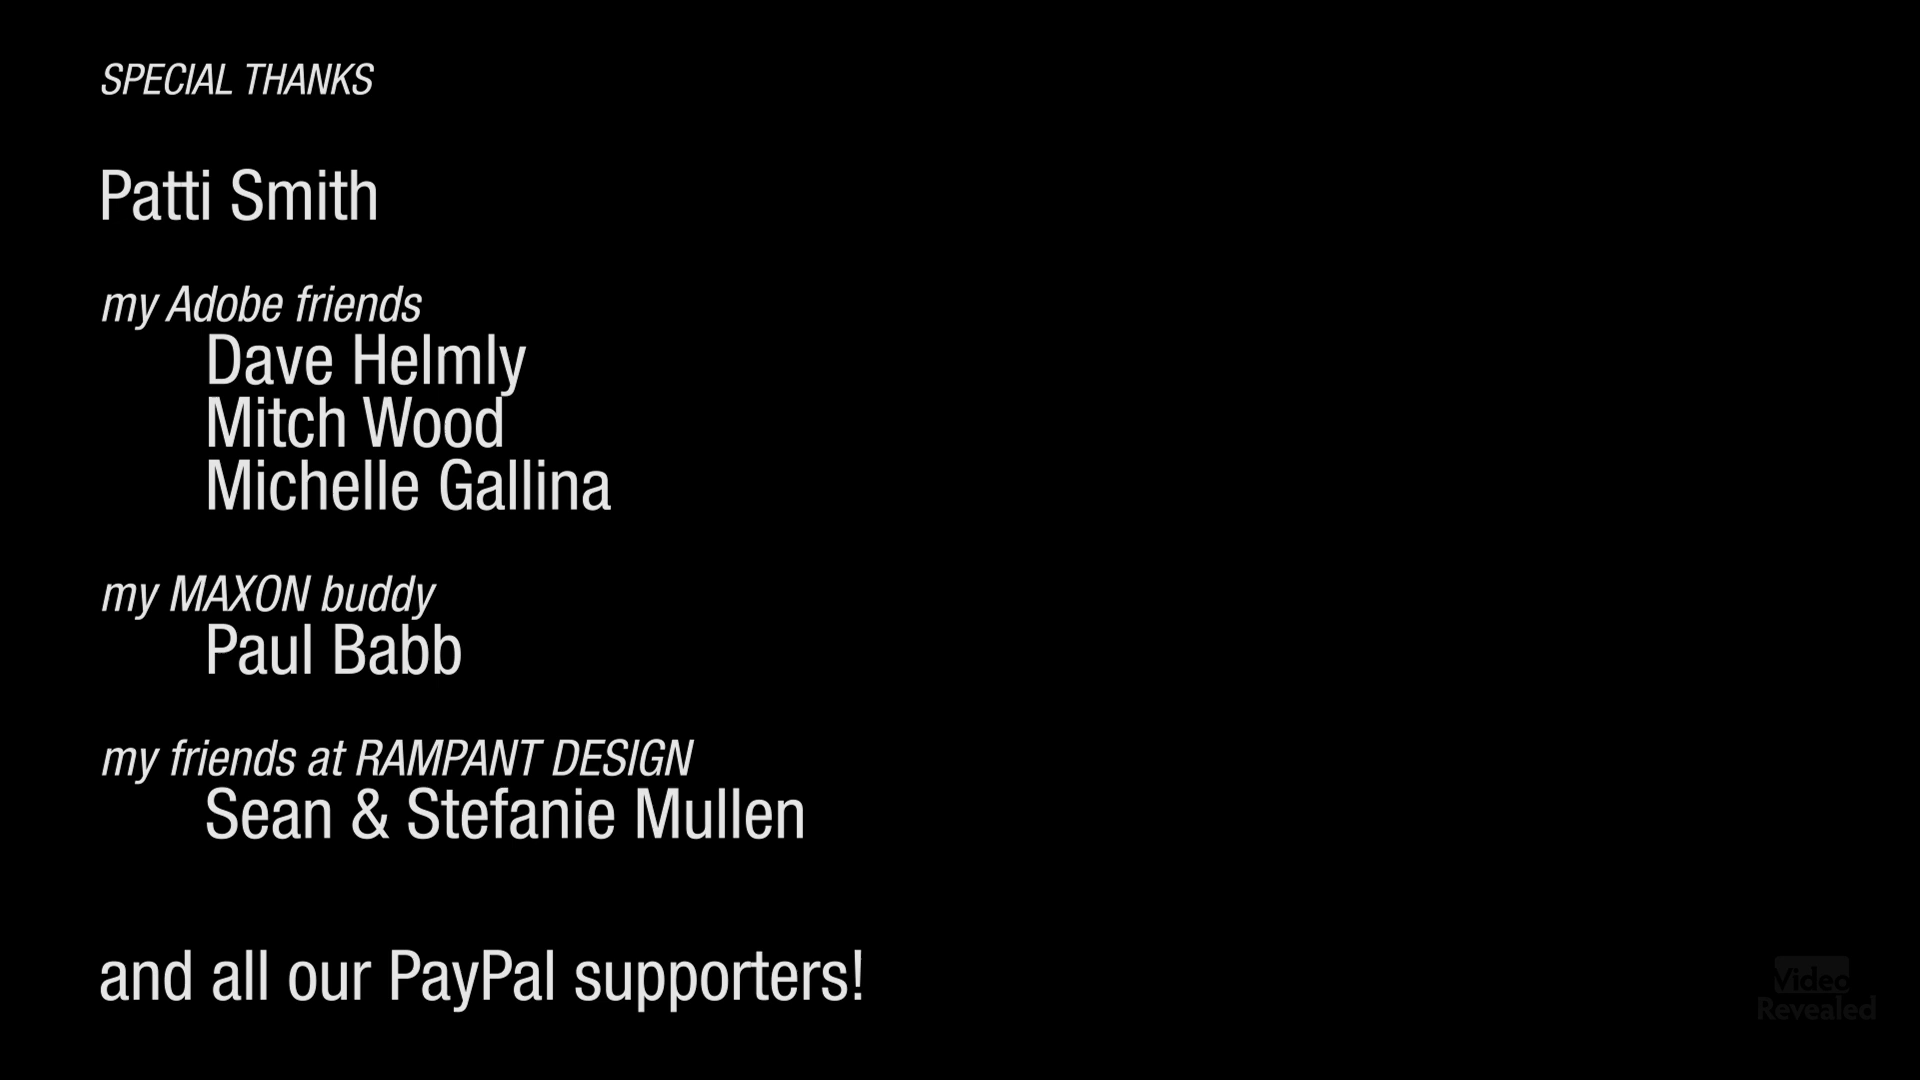 SPECIAL THANKS
Patti Smith
my Adobe friends
Dave Helmly
Mitch Wood
Michelle Gallina
my MAXON buddy
Paul Babb
my friends at RAMPANT DESIGN
Sean & Stefanie Mullen
and all our PayPal supporters!
Video
Revealed